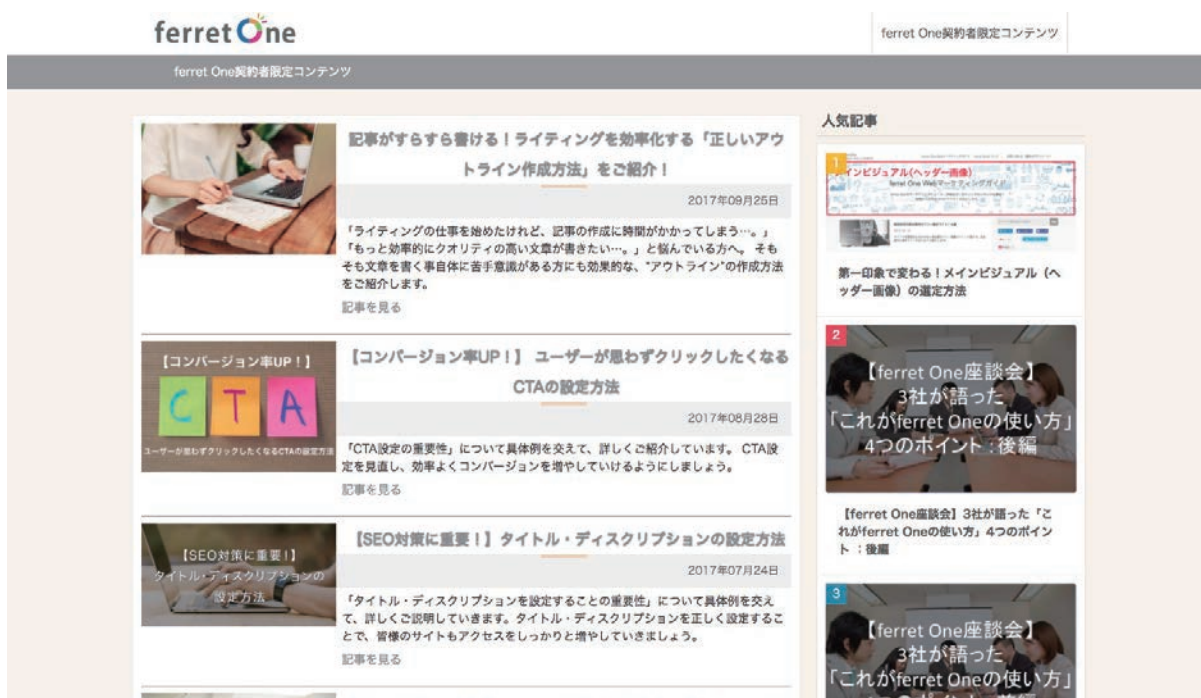 ferret One
ferret One契約者限定コンテンツ
ferret One契約者限定コンテンツ
記事がすらすら書ける！ライティングを効率化する「正しいアウ
トライン作成方法」をご紹介！
2017年09月25日
「ライティングの仕事を始めたけれど、記事の作成に時間がかかってしまう…。」
「もっと効率的にクオリティの高い文章が書きたい…。」と悩んでいる方へ。 そも
そも文章を書く事自体に苦手意識がある方にも効果的な、"アウトライン"の作成方法
をご紹介します。
記事を見る
【コンバージョン率UP！】
CTA
ユーザーが思わずクリックしたくなるCTAの設定方法
【コンバージョン率UP！】 ユーザーが思わずクリックしたくなる
CTAの設定方法
2017年08月28日
「CTA設定の重要性」について具体例を交えて、詳しくご紹介しています。 CTA設
定を見直し、効率よくコンバージョンを増やしていけるようにしましょう。
記事を見る
【SEO対策に重要！】
タイトル・ディスクリプションの
設定方法
【SEO対策に重要！】タイトル・ディスクリプションの設定方法
2017年07月24日
「タイトル・ディスクリプションを設定することの重要性」について具体例を交え
て、詳しくご説明していきます。タイトル・ディスクリプションを正しく設定するこ
とで、皆様のサイトもアクセスをしっかりと増やしていきましょう。
記事を見る
人気記事
1
インビジュアル(ヘッダー画像)
ferret One Webマーケティングガイド
第一印象で変わる！メインビジュアル（ヘ
ッダー画像）の選定方法
2
【ferret One座談会】
3社が語った
「これがferret Oneの使い方」
4つのポイント：後編
【ferret One座談会】3社が語った「こ
れがferret Oneの使い方」4つのポイン
ト ：後編
3
【ferret One座談会】
3社が語った
「これがferret Oneの使い方」